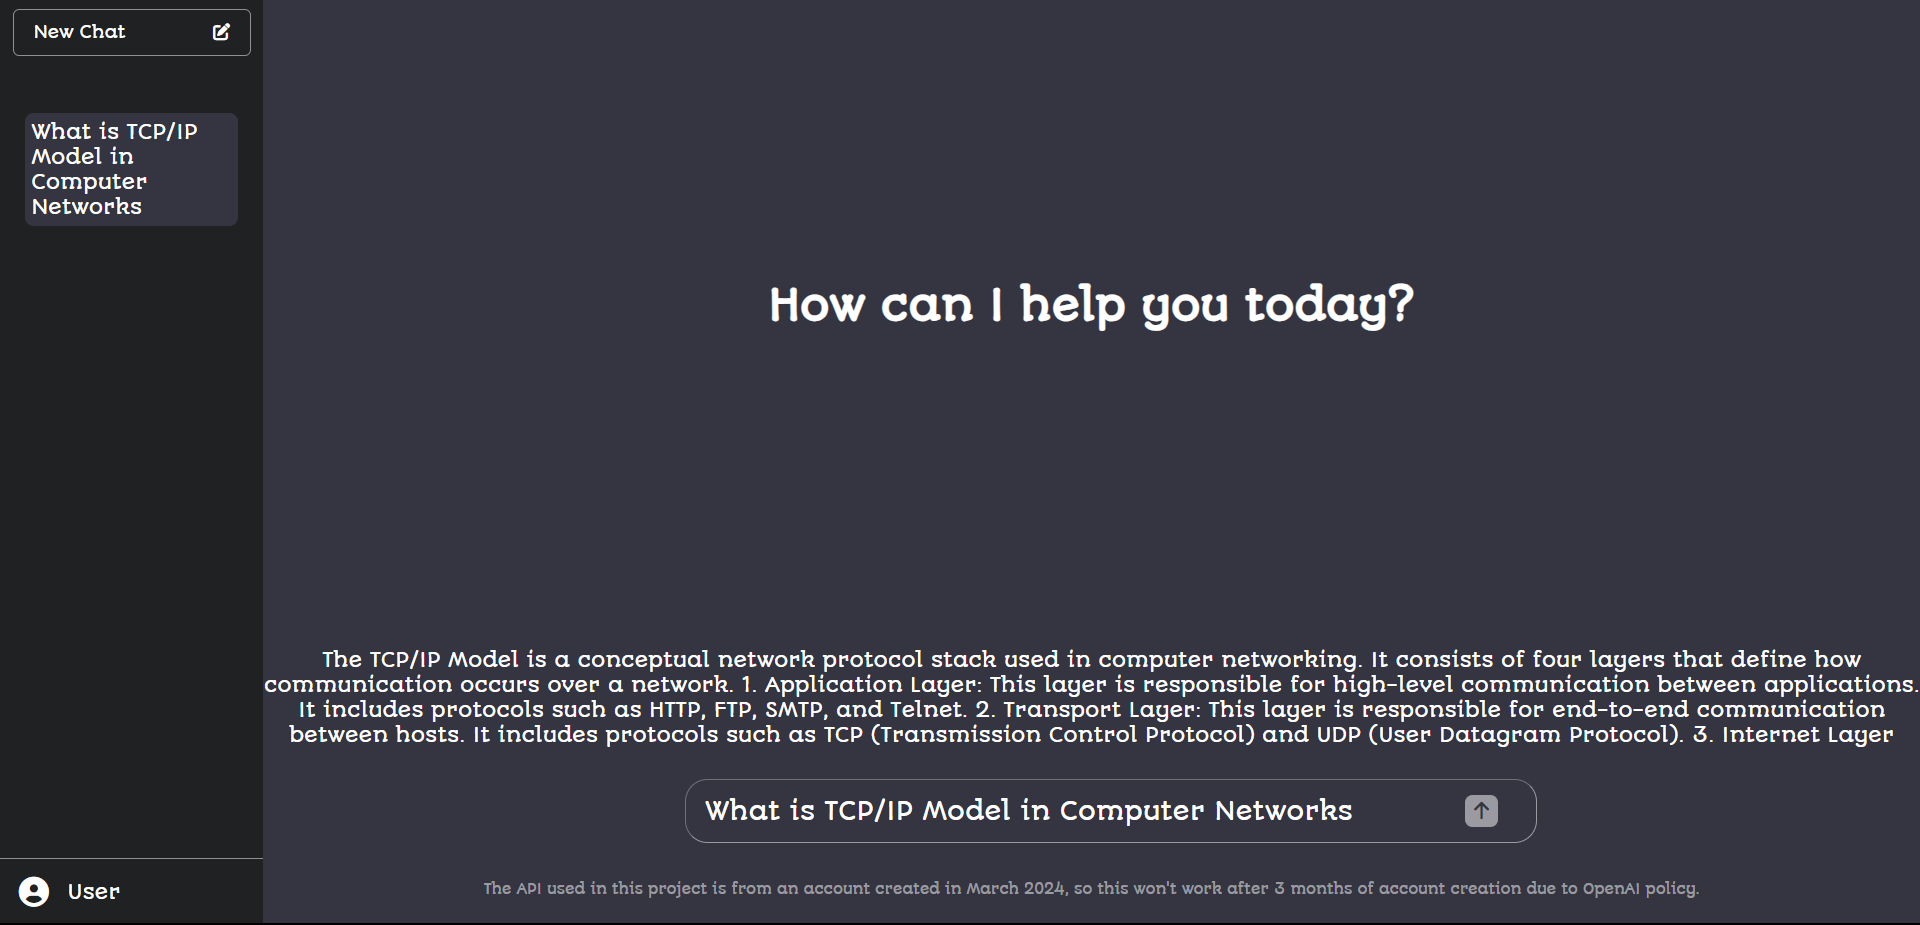 New Chat
What is TCP/IP
Model in
Computer
Networks
User
How can I help you today?
The TCP/IP Model is a conceptual network protocol stack used in computer networking. It consists of four layers that define how
communication occurs over a network. 1. Application Layer: This layer is responsible for high-level communication between applications.
It includes protocols such as HTTP, FTP, SMTP, and Telnet. 2. Transport Layer: This layer is responsible for end-to-end communication
between hosts. It includes protocols such as TCP (Transmission Control Protocol) and UDP (User Datagram Protocol). 3. Internet Layer
What is TCP/IP Model in Computer Networks
The API used in this project is from an account created in March 2024, so this won't work after 3 months of account creation due to OpenAI policy.